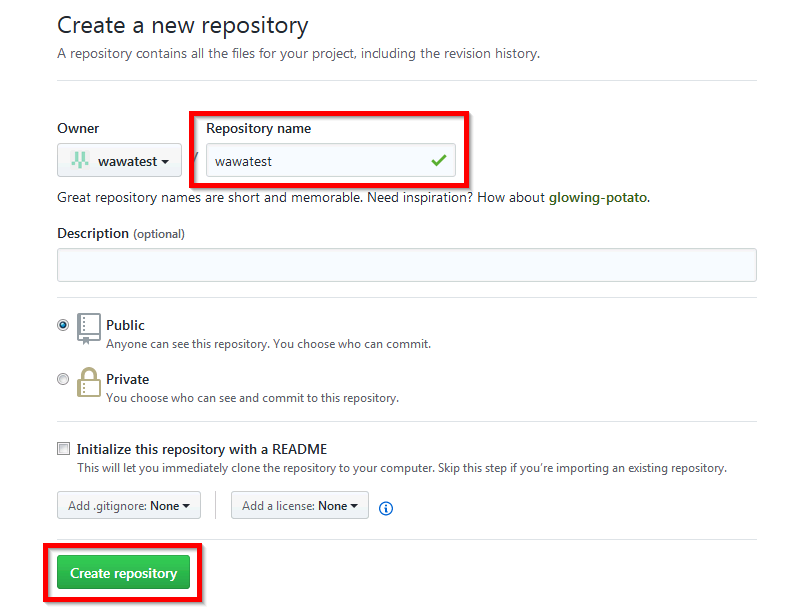 Create a new repository
A repository contains all the files for your project, including the revision history.
Owner
Repository name
wawatest / wawatest
Great repository names are short and memorable. Need inspiration? How about glowing-potato.
Description (optional)
Public
Anyone can see this repository. You choose who can commit.
Private
You choose who can see and commit to this repository.
Initialize this repository with a README
This will let you immediately clone the repository to your computer. Skip this step if you’re importing an existing repository.
Add .gitignore: None Add a license: None
Create repository